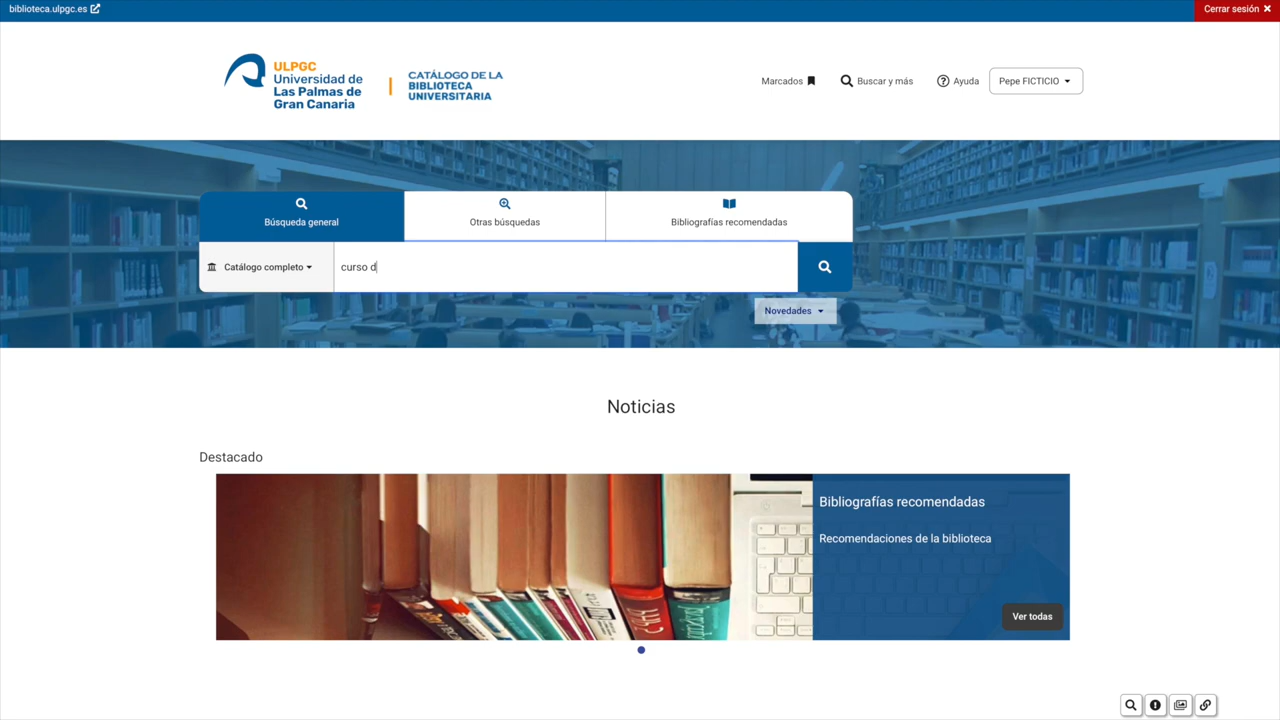 biblioteca.ulpgc.es
Cerrar sesión
ULPGC
Universidad de
Las Palmas de
Gran Canaria
CATÁLOGO DE LA
BIBLIOTECA
UNIVERSITARIA
Marcados
Buscar y más
Ayuda
Pepe FICTICIO
Búsqueda general
Otras búsquedas
Bibliografías recomendadas
Catálogo completo
curso d
Novedades
Noticias
Destacado
Bibliografías recomendadas
Recomendaciones de la biblioteca
Ver todas